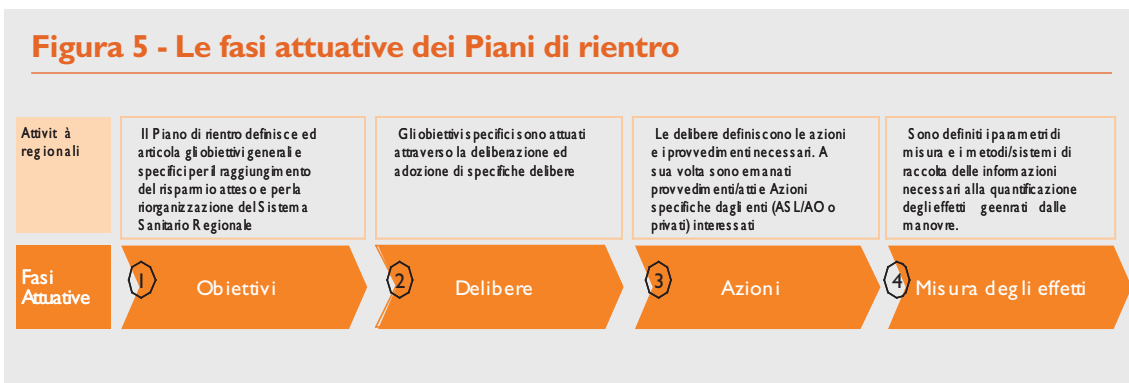 Figura 5 - Le fasi attuative dei Piani di rientro
Attività
regionali
Il Piano di rientro definisce ed
articola gli obiettivi generali e
specifici per il raggiungimento
del risparmio atteso e per la
riorganizzazione del Sistema
Sanitario Regionale
Gli obiettivi specifici sono attuati
attraverso la deliberazione ed
adozione di specifiche delibere
Le delibere definiscono le azioni
e i provvedimenti necessari. A
sua volta sono emanati
provvedimenti/atti e Azioni
specifiche dagli enti (ASL/AO o
privati) interessati
Sono definiti i parametri di
misura e i metodi/sistemi di
raccolta delle informazioni
necessari alla quantificazione
degli effetti geenrati dalle
manovre.
Fasi
Attuative
1 Obiettivi
2 Delibere
3 Azioni
4 Misura degli effetti